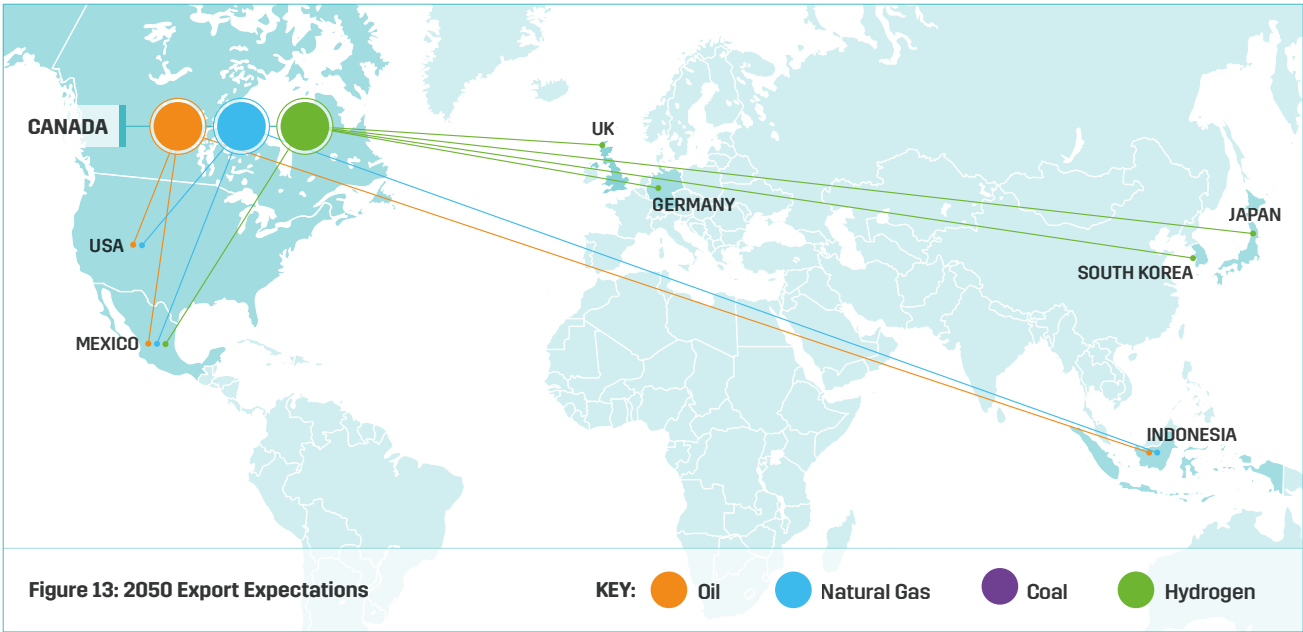 CANADA
UK
GERMANY
JAPAN
SOUTH KOREA
USA
MEXICO
INDONESIA
Figure 13: 2050 Export Expectations
KEY: Oil Natural Gas Coal Hydrogen